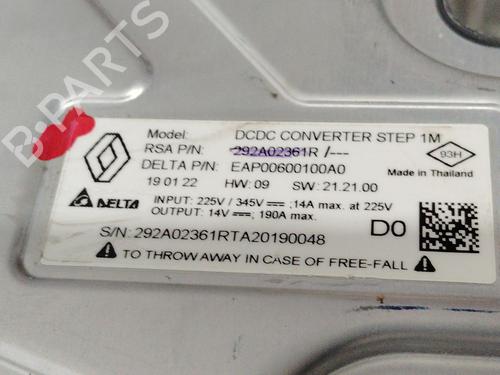 B-PARTS
Model: DCDC CONVERTER STEP 1M
RSA P/N: 292A02361R /---
DELTA P/N: EAP00600100A0
19 01 22 HW: 09 SW: 21.21.00
93H
Made in Thailand
DELTA
INPUT: 225V / 345V ⎓ ;14A max. at 225V
OUTPUT: 14V ⎓ ; 190A max.
S/N: 292A02361RTA20190048
D0
TO THROW AWAY IN CASE OF FREE-FALL